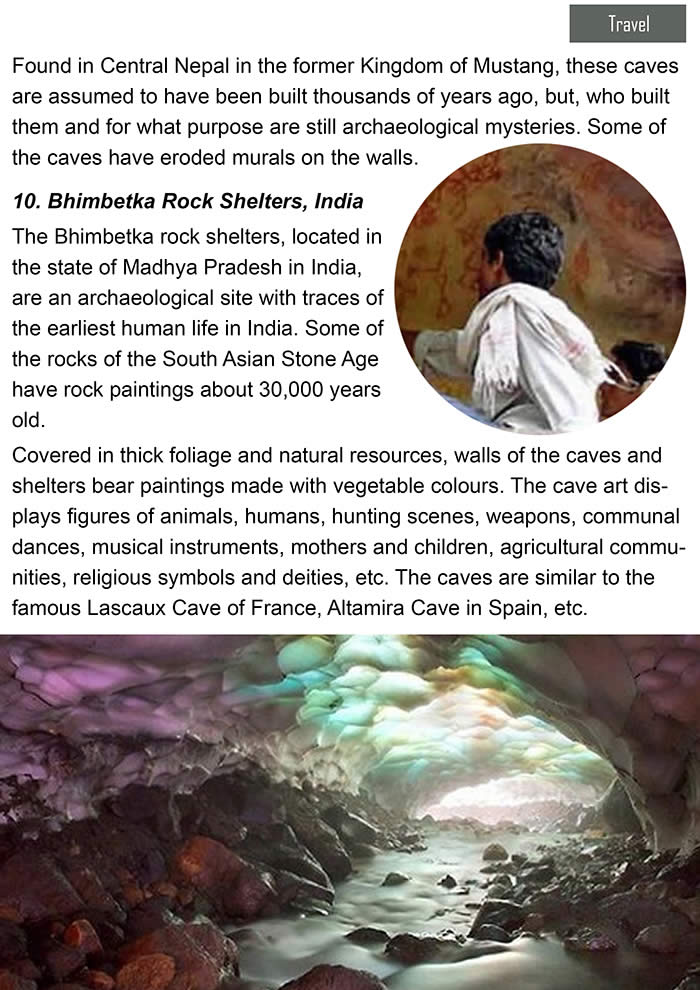 Travel
Found in Central Nepal in the former Kingdom of Mustang, these caves
are assumed to have been built thousands of years ago, but, who built
them and for what purpose are still archaeological mysteries. Some of
the caves have eroded murals on the walls.
10. Bhimbetka Rock Shelters, India
The Bhimbetka rock shelters, located in
the state of Madhya Pradesh in India,
are an archaeological site with traces of
the earliest human life in India. Some of
the rocks of the South Asian Stone Age
have rock paintings about 30,000 years
old.
Covered in thick foliage and natural resources, walls of the caves and
shelters bear paintings made with vegetable colours. The cave art dis-
plays figures of animals, humans, hunting scenes, weapons, communal
dances, musical instruments, mothers and children, agricultural commu-
nities, religious symbols and deities, etc. The caves are similar to the
famous Lascaux Cave of France, Altamira Cave in Spain, etc.